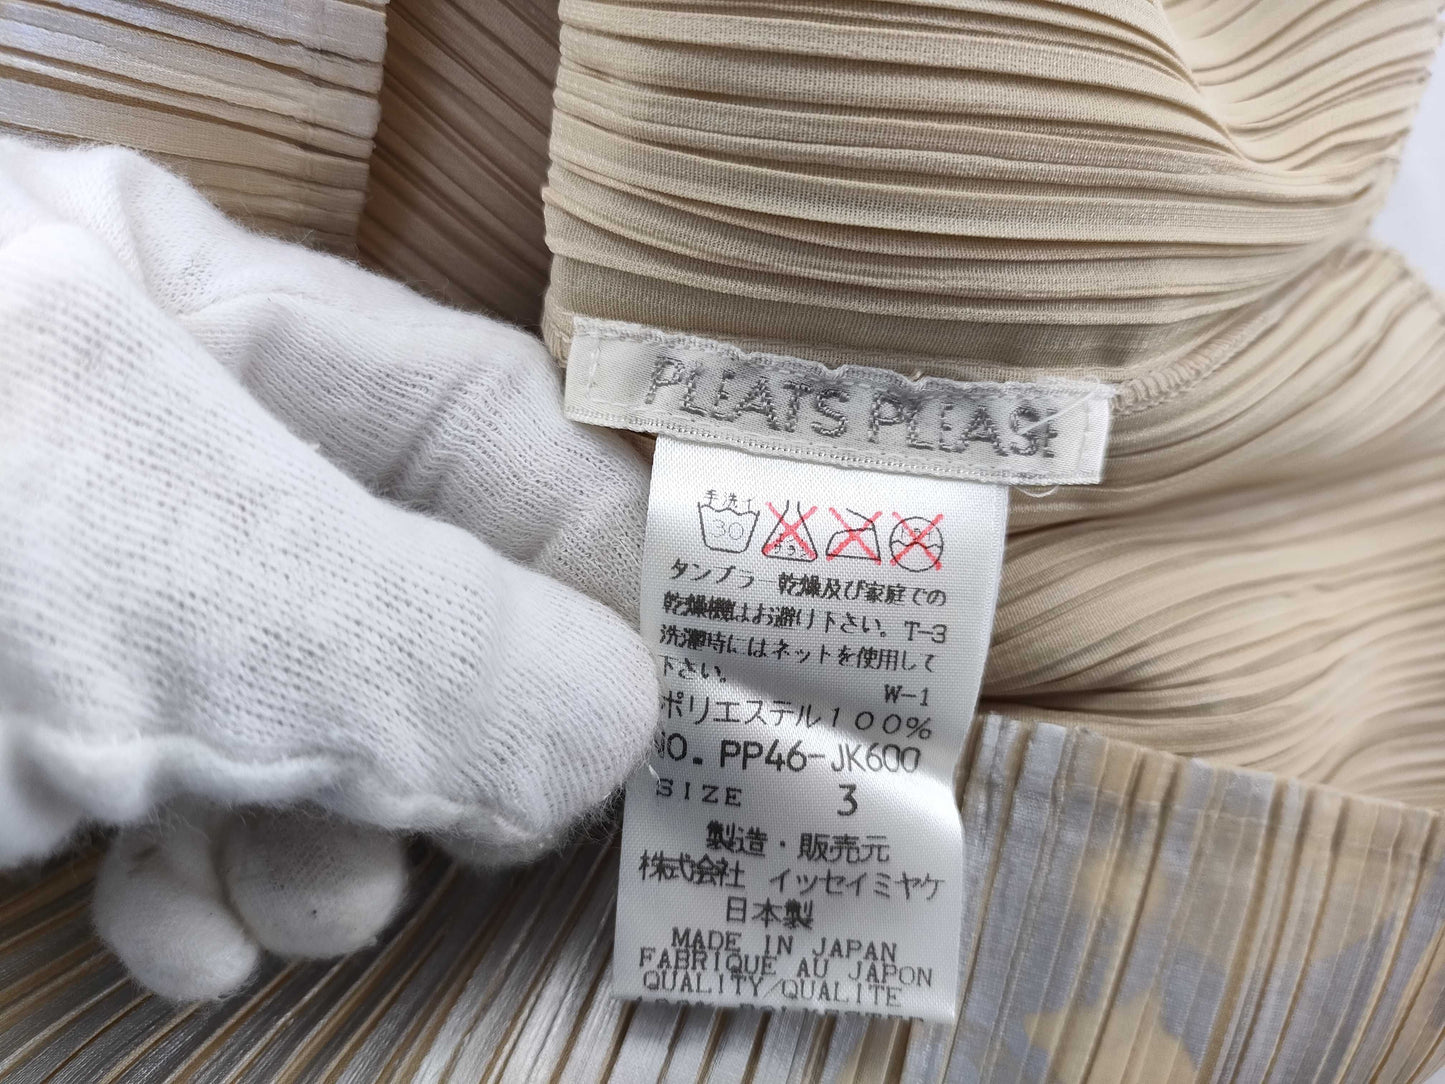 PLEATS PLEASE
手洗イ
30
タンブラー乾燥及び家庭での
乾燥機はお避け下さい。T-3
洗濯時にはネットを使用して
下さい。 W-1
ポリエステル100%
NO. PP46-JK600
SIZE 3
製造・販売元
株式会社 イッセイミヤケ
日本製
MADE IN JAPAN
FABRIQUE AU JAPON
QUALITY/QUALITE